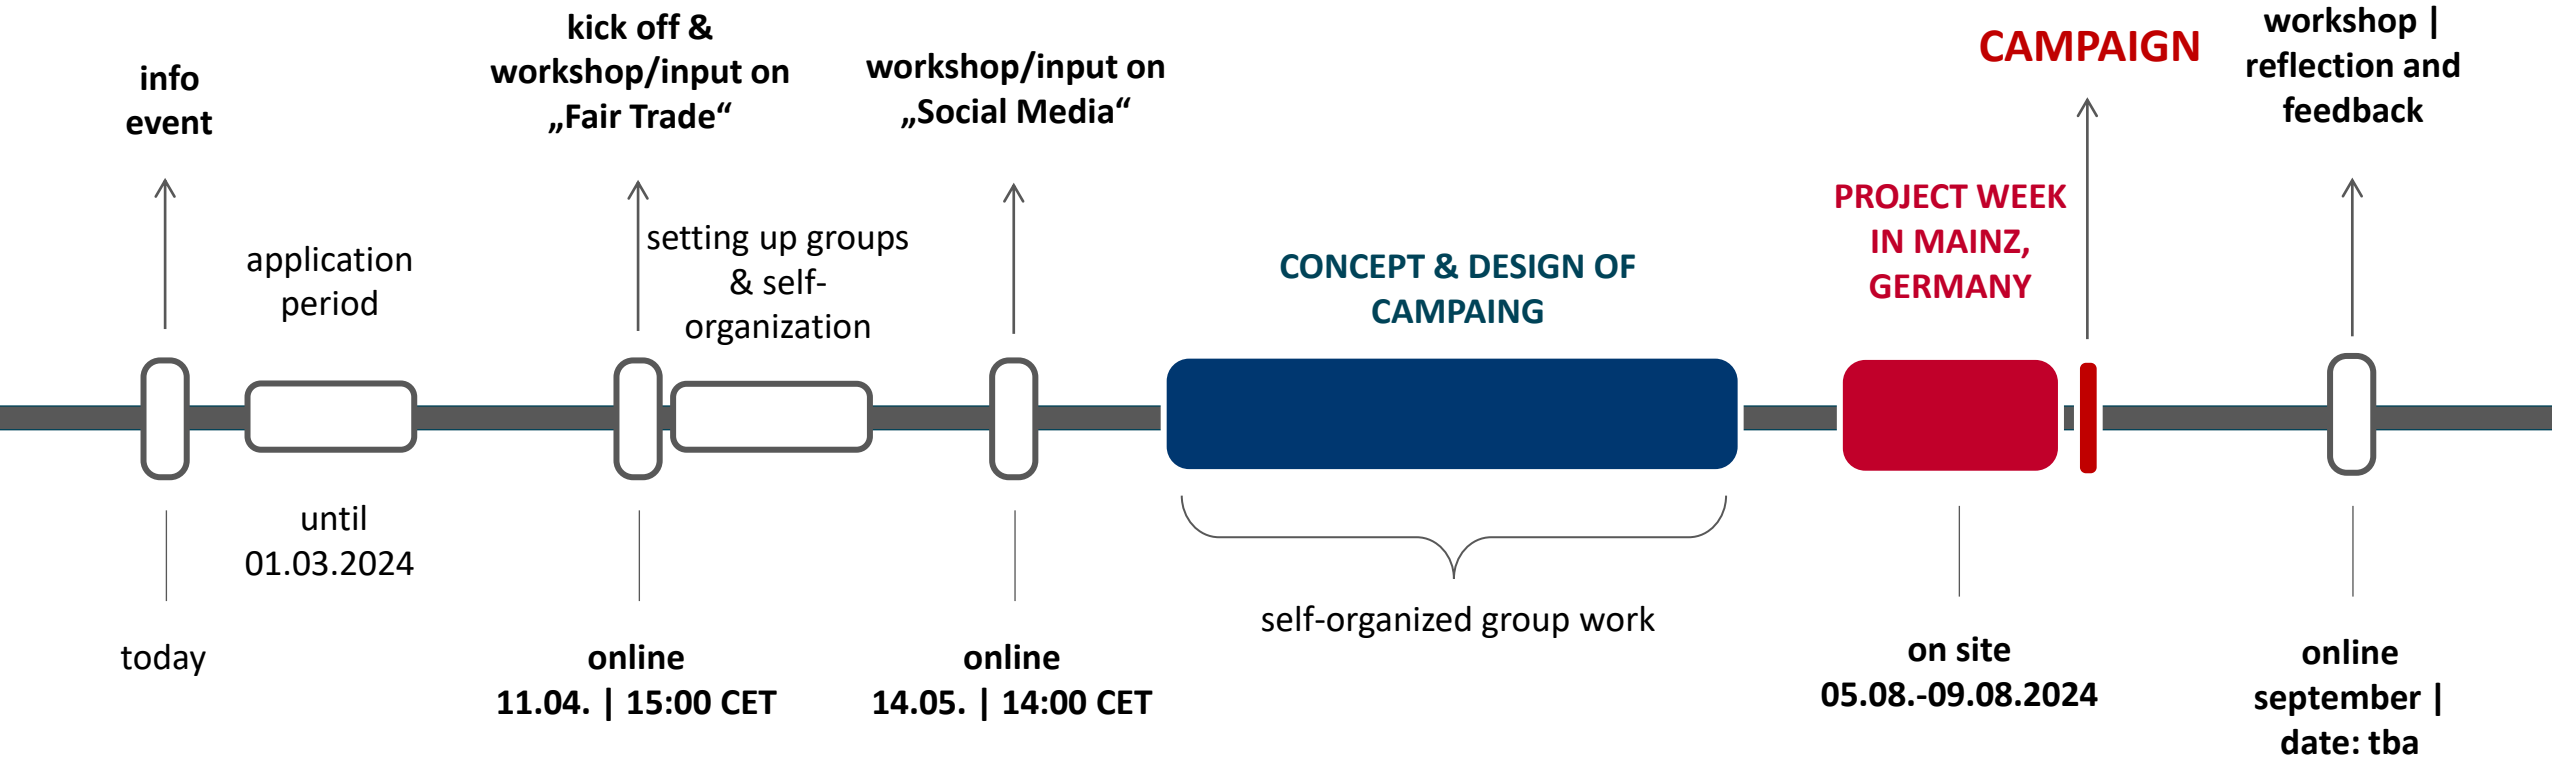 info
event
application
period
until
01.03.2024
today
kick off &
workshop/input on
„Fair Trade“
setting up groups
& self-
organization
online
11.04. | 15:00 CET
workshop/input on
„Social Media“
online
14.05. | 14:00 CET
CONCEPT & DESIGN OF
CAMPAING
self-organized group work
PROJECT WEEK
IN MAINZ,
GERMANY
on site
05.08.-09.08.2024
CAMPAIGN
workshop |
reflection and
feedback
online
september |
date: tba